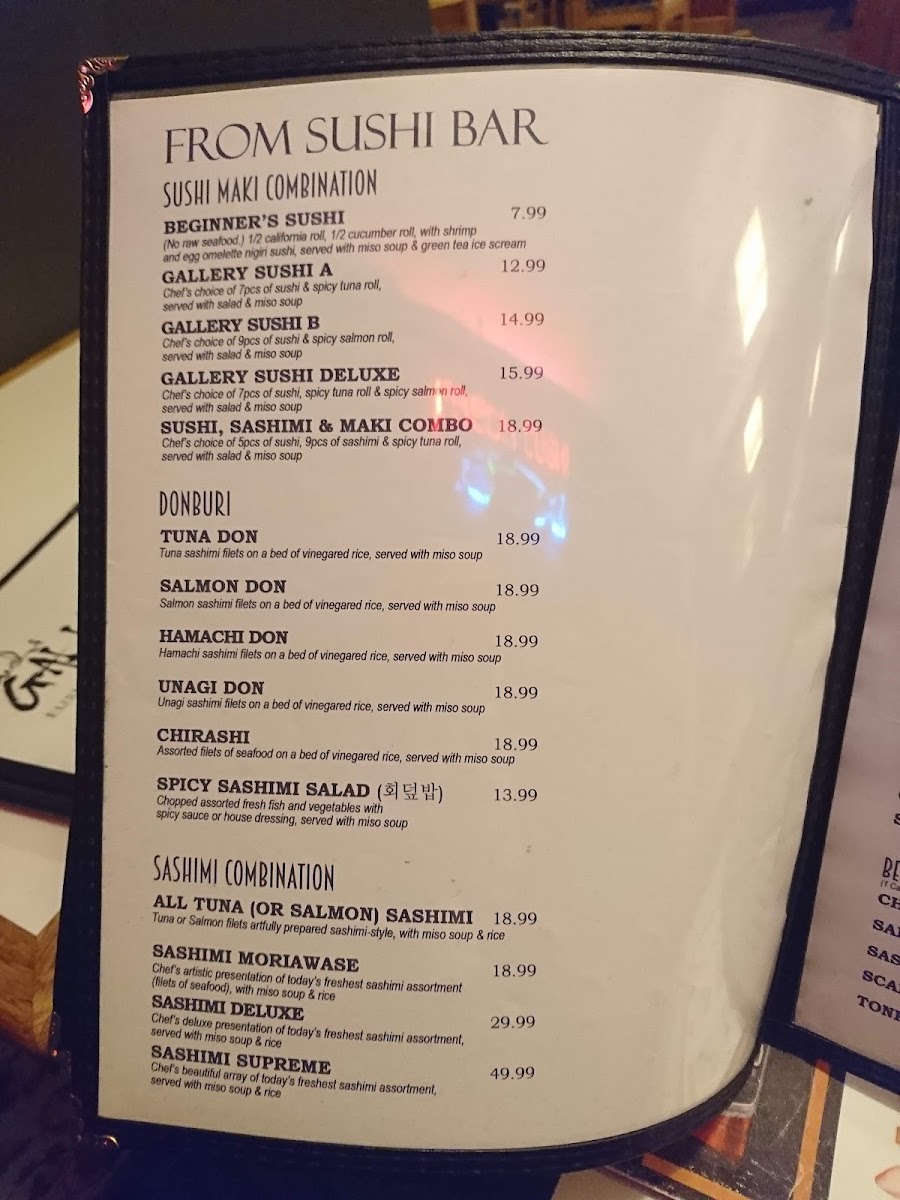 FROM SUSHI BAR
SUSHI MAKI COMBINATION
BEGINNER'S SUSHI 7.99
(No raw seafood.) 1/2 california roll, 1/2 cucumber roll, with shrimp
and egg omelette nigiri sushi, served with miso soup & green tea ice scream
GALLERY SUSHI A 12.99
Chef's choice of 7pcs of sushi & spicy tuna roll,
served with salad & miso soup
GALLERY SUSHI B 14.99
Chef's choice of 9pcs of sushi & spicy salmon roll,
served with salad & miso soup
GALLERY SUSHI DELUXE 15.99
Chef's choice of 7pcs of sushi, spicy tuna roll & spicy salmon roll,
served with salad & miso soup
SUSHI, SASHIMI & MAKI COMBO 18.99
Chef's choice of 5pcs of sushi, 9pcs of sashimi & spicy tuna roll,
served with salad & miso soup
DONBURI
TUNA DON 18.99
Tuna sashimi filets on a bed of vinegared rice, served with miso soup
SALMON DON 18.99
Salmon sashimi filets on a bed of vinegared rice, served with miso soup
HAMACHI DON 18.99
Hamachi sashimi filets on a bed of vinegared rice, served with miso soup
UNAGI DON 18.99
Unagi sashimi filets on a bed of vinegared rice, served with miso soup
CHIRASHI 18.99
Assorted filets of seafood on a bed of vinegared rice, served with miso soup
SPICY SASHIMI SALAD (회덮밥) 13.99
Chopped assorted fresh fish and vegetables with
spicy sauce or house dressing, served with miso soup
SASHIMI COMBINATION
ALL TUNA (OR SALMON) SASHIMI 18.99
Tuna or Salmon filets artfully prepared sashimi-style, with miso soup & rice
SASHIMI MORIAWASE 18.99
Chef's artistic presentation of today's freshest sashimi assortment
(filets of seafood), with miso soup & rice
SASHIMI DELUXE 29.99
Chef's deluxe presentation of today's freshest sashimi assortment,
served with miso soup & rice
SASHIMI SUPREME 49.99
Chef's beautiful array of today's freshest sashimi assortment,
served with miso soup & rice